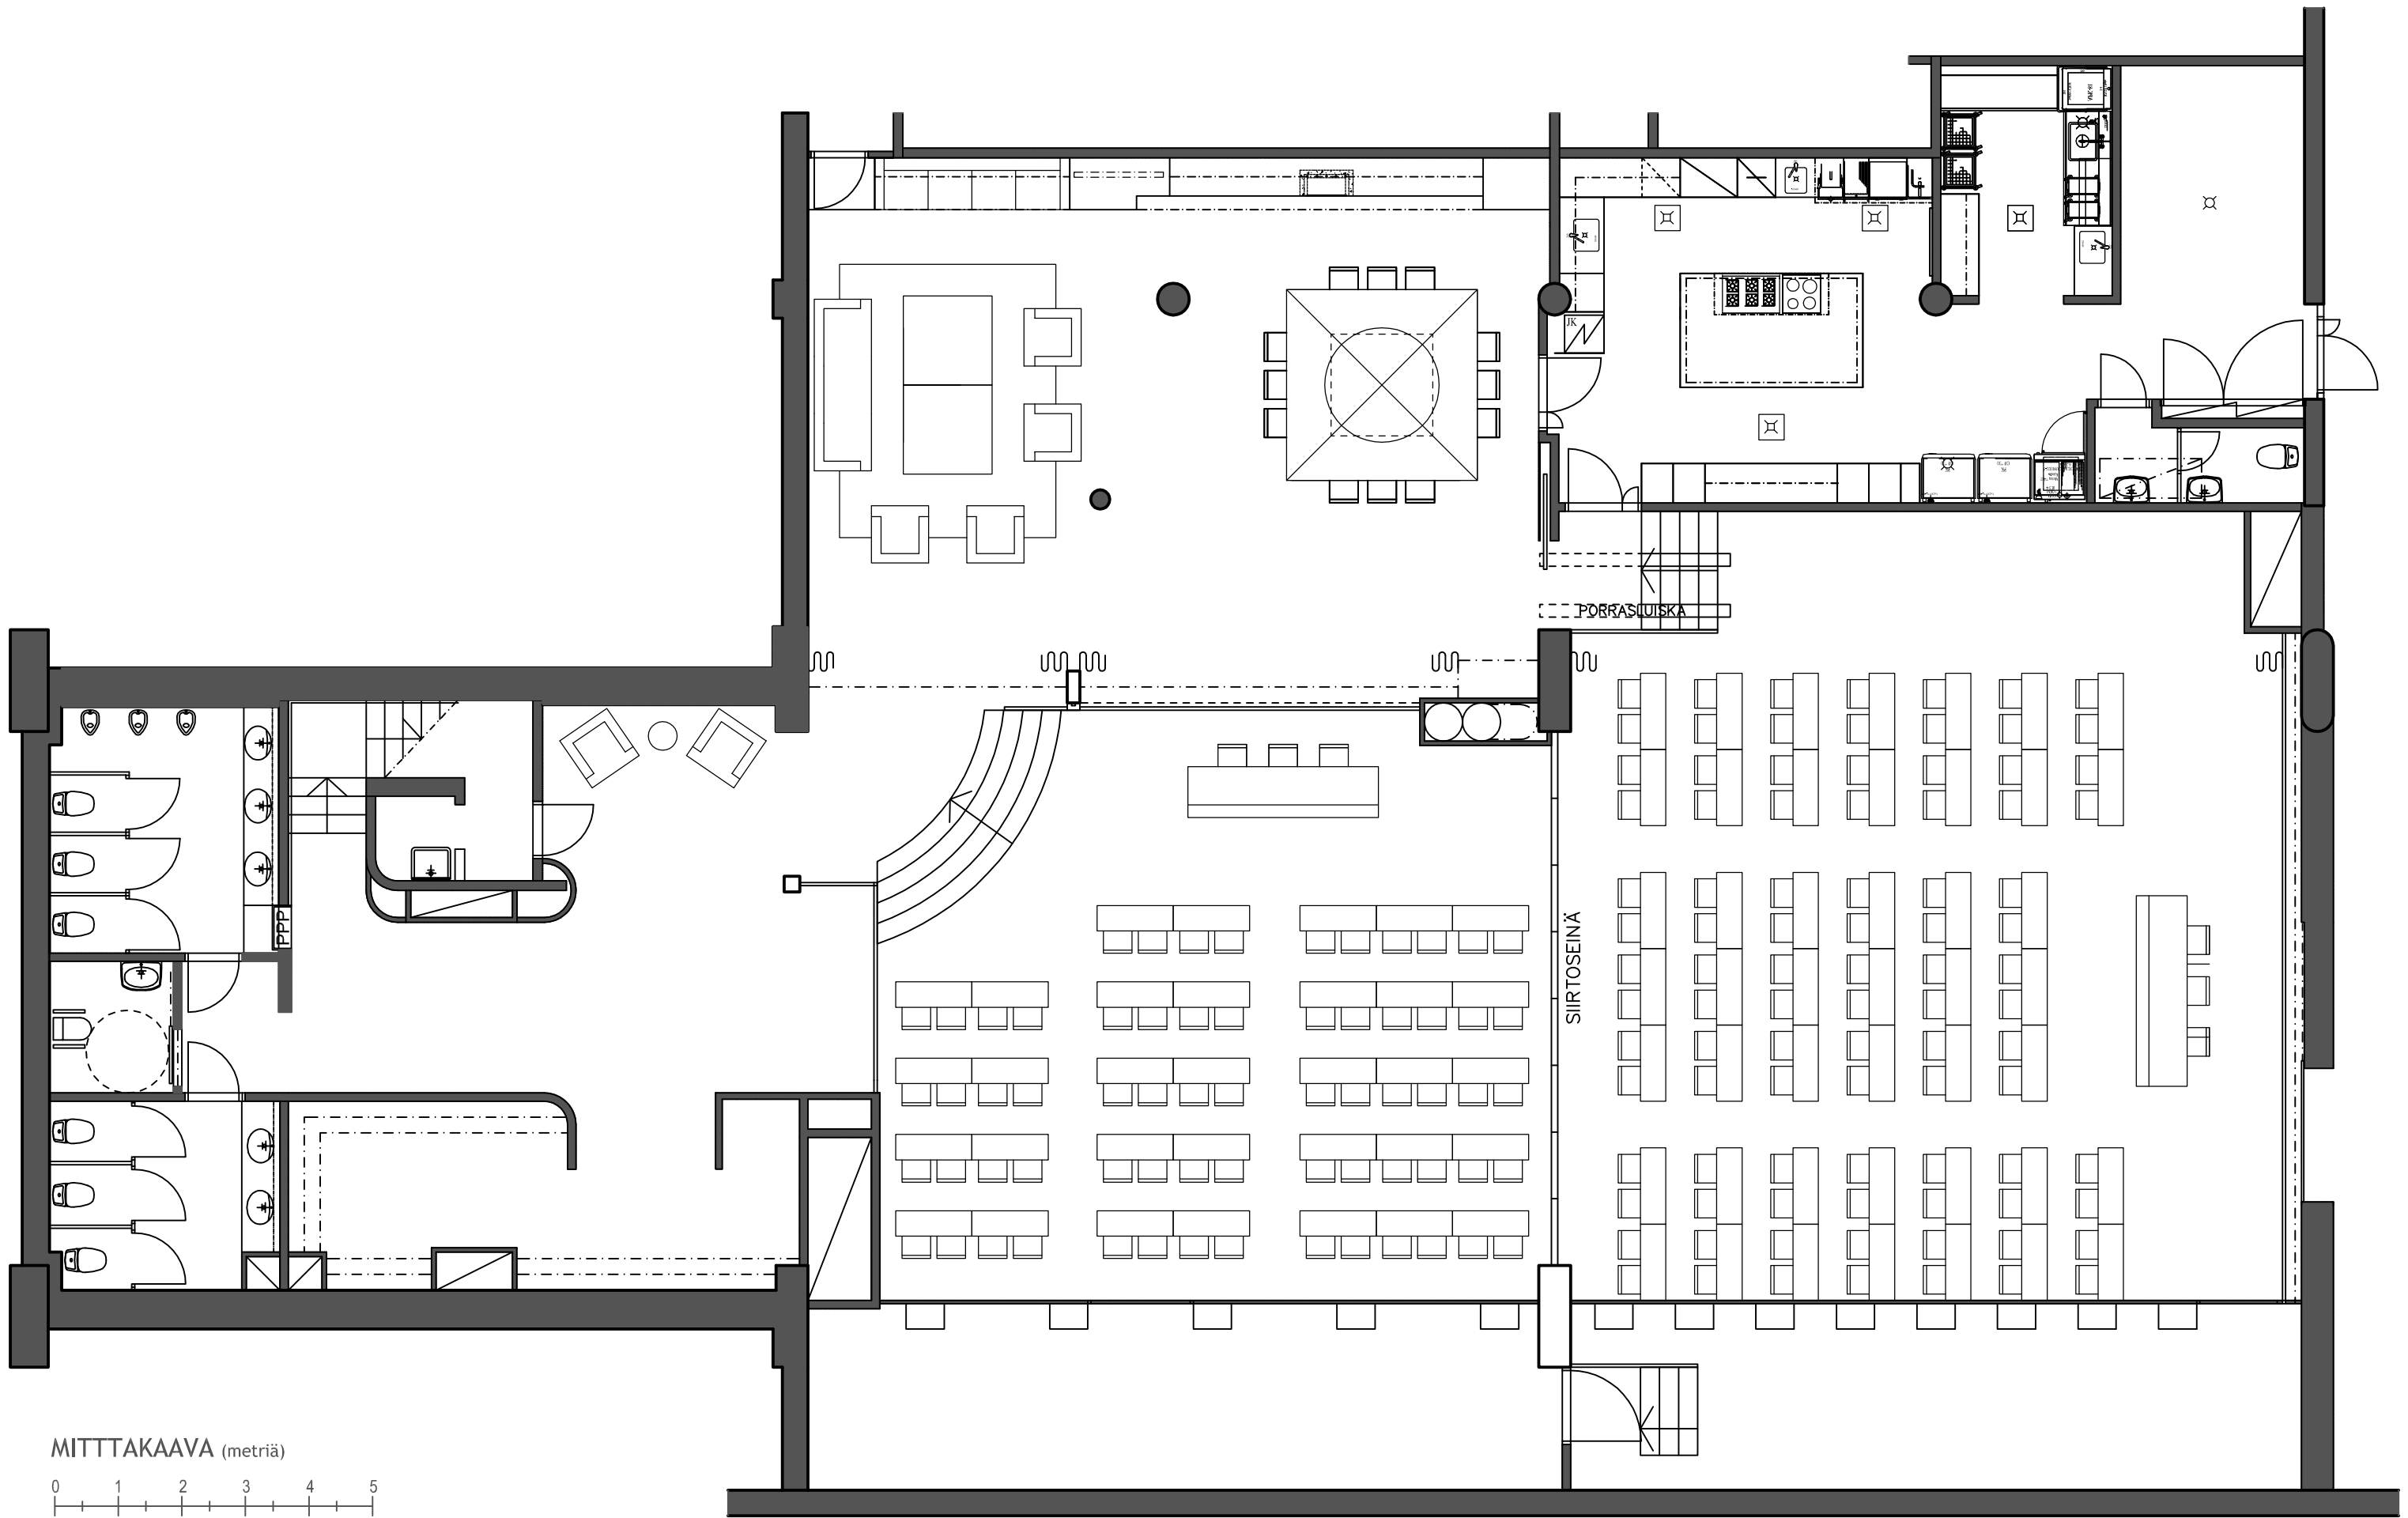 JK
PORRASLUISKA
PPP
SIIRTOSEINÄ
MITTTAKAAVA (metriä)
0 1 2 3 4 5